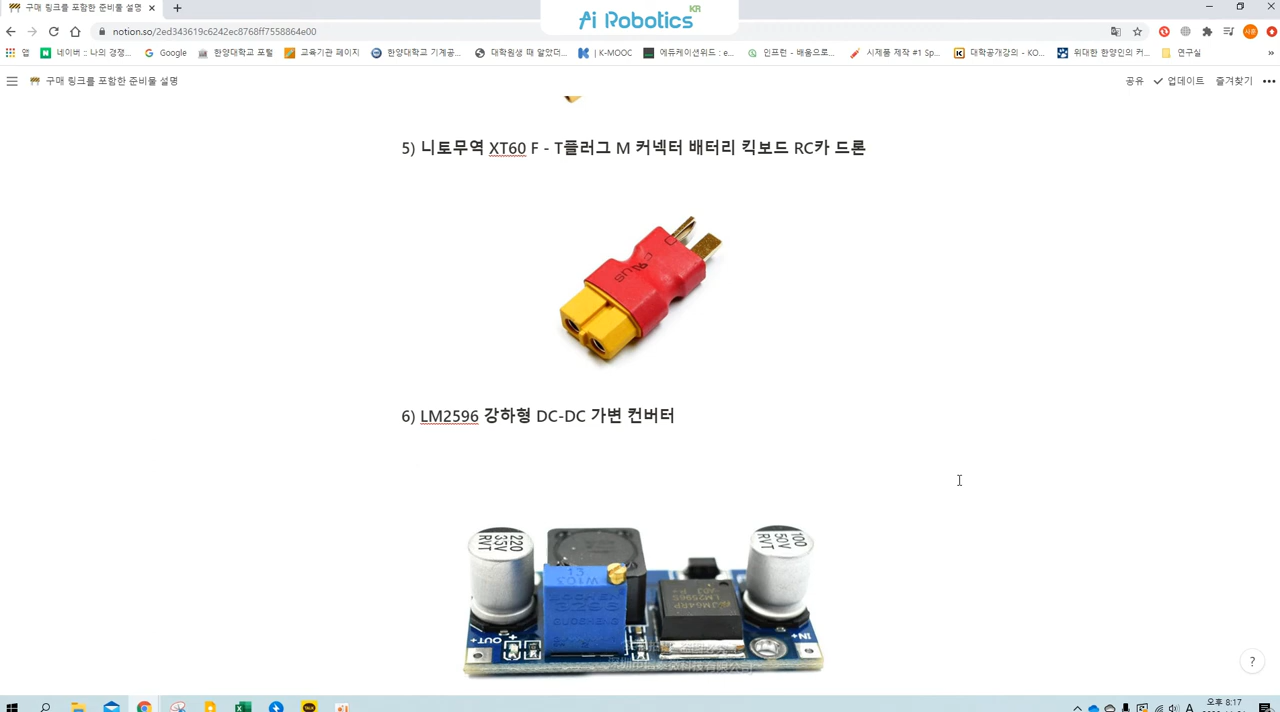 구매 링크를 포함한 준비물 설명
Ai Robotics KR
notion.so/2ed343619c6242ec8768ff7558864e00
앱
네이버 :: 나의 경쟁...
Google
한양대학교 포털
교육기관 페이지
한양대학교 기계공...
대학원생 때 알았더...
| K-MOOC
에듀케이션위드 : e...
인프런 - 배움으로...
시제품 제작 #1 Sp...
대학공개강의 - KO...
위대한 한양인의 커...
연구실
구매 링크를 포함한 준비물 설명
공유
업데이트
즐겨찾기
5) 니토무역 XT60 F - T플러그 M 커넥터 배터리 킥보드 RC카 드론
6) LM2596 강하형 DC-DC 가변 컨버터
220
35V
RVT
100
50V
RVT
W103
LM2596S
OUT+
IN+
?
오후 8:17